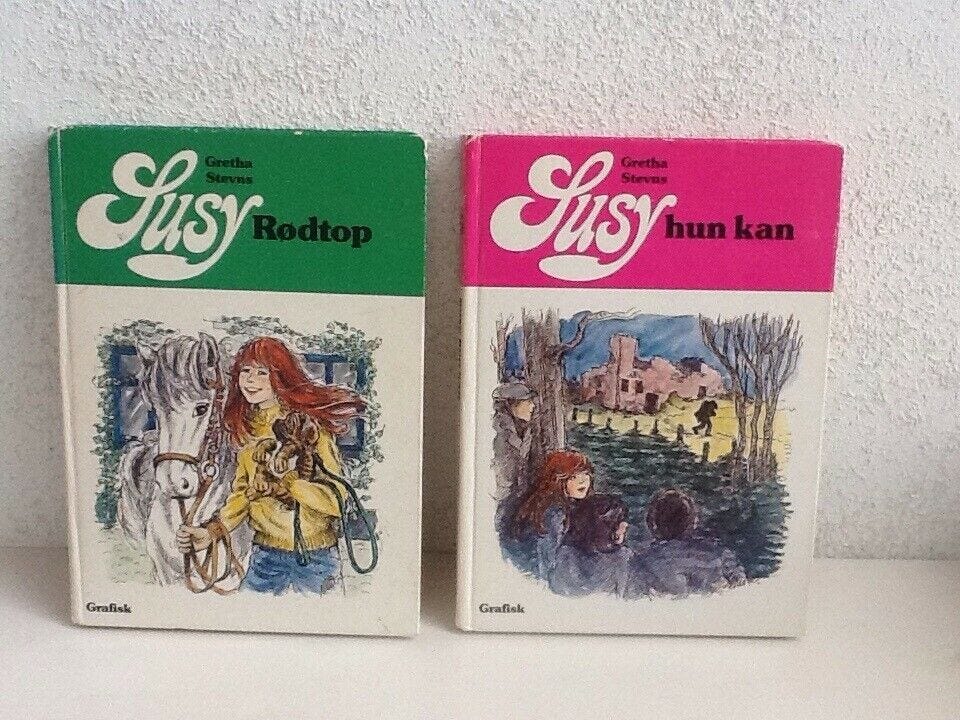 Gretha
Stevns
Susy Rødtop
Grafisk
Gretha
Stevns
Susy hun kan
Grafisk